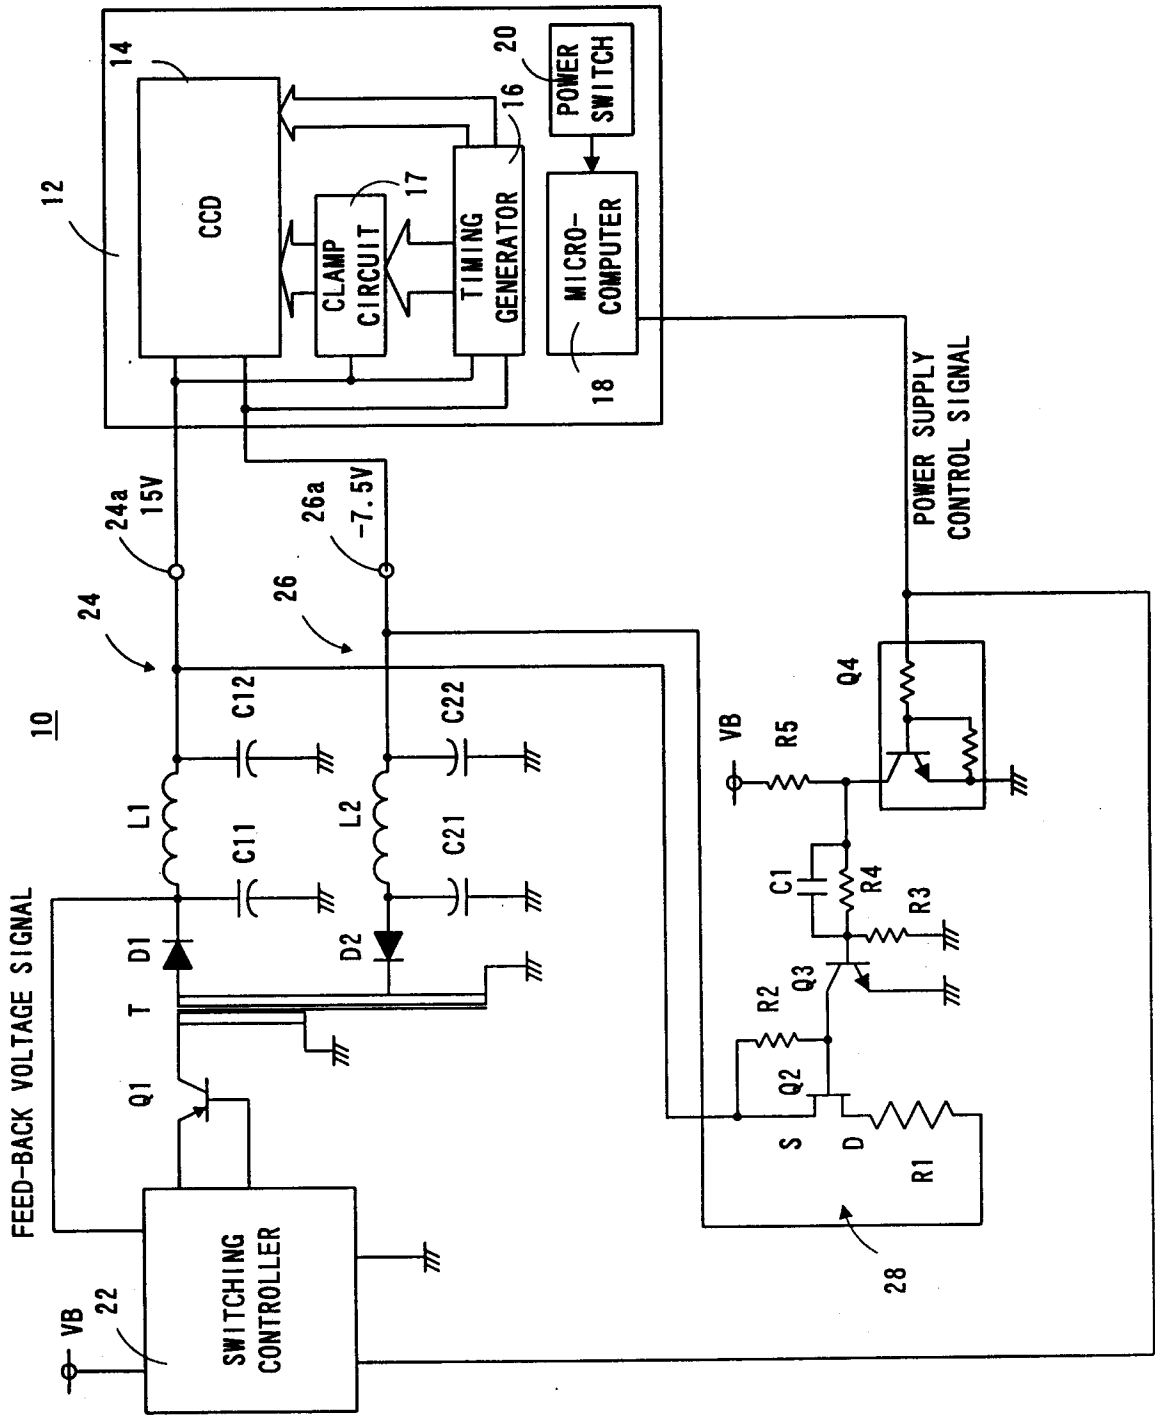 10
FEED-BACK VOLTAGE SIGNAL
VB
22
SWITCHING
CONTROLLER
Q1
T
D1
L1
C11
C12
24
24a
15V
D2
L2
C21
C22
26
26a
-7.5V
12
14
CCD
17
CLAMP
CIRCUIT
16
TIMING
GENERATOR
18
MICRO-
COMPUTER
20
POWER
SWITCH
28
S
D
Q2
R1
R2
Q3
R3
C1
R4
VB
R5
Q4
POWER SUPPLY
CONTROL SIGNAL